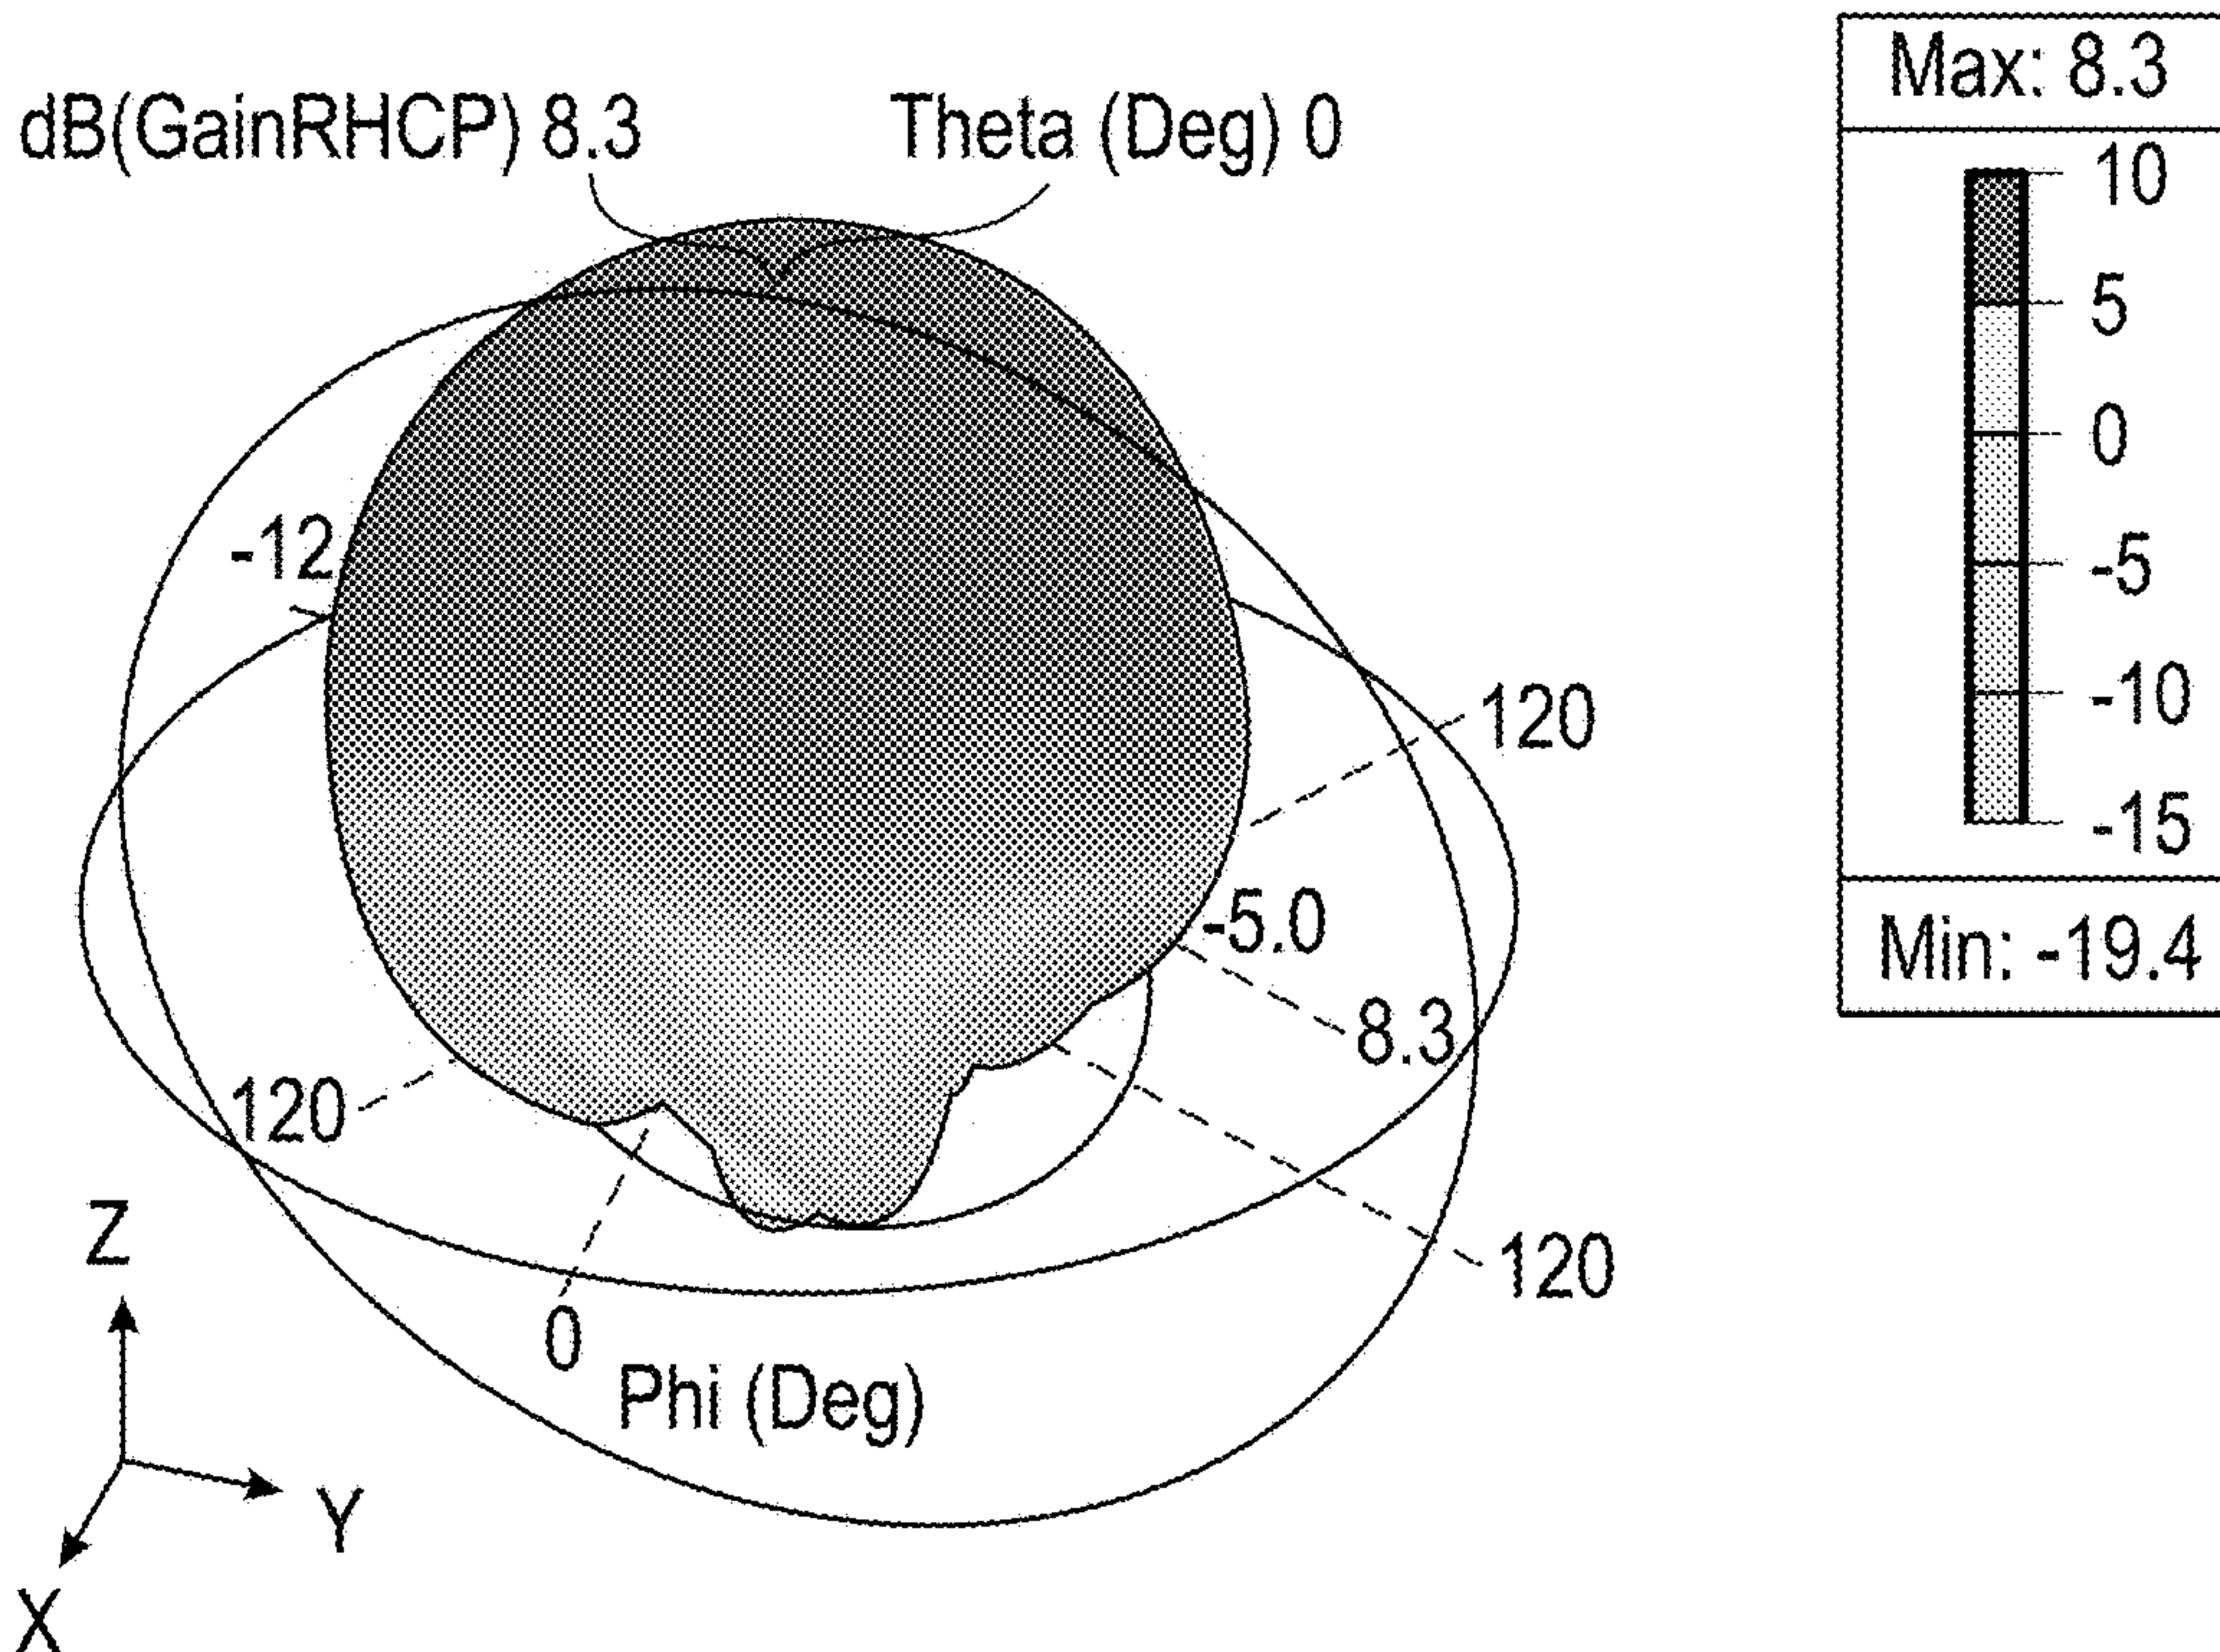 dB(GainRHCP) 8.3
Theta (Deg) 0
-12
120
-5.0
8.3
120
120
0
Phi (Deg)
Z
Y
X
Max: 8.3
10
5
0
-5
-10
-15
Min: -19.4